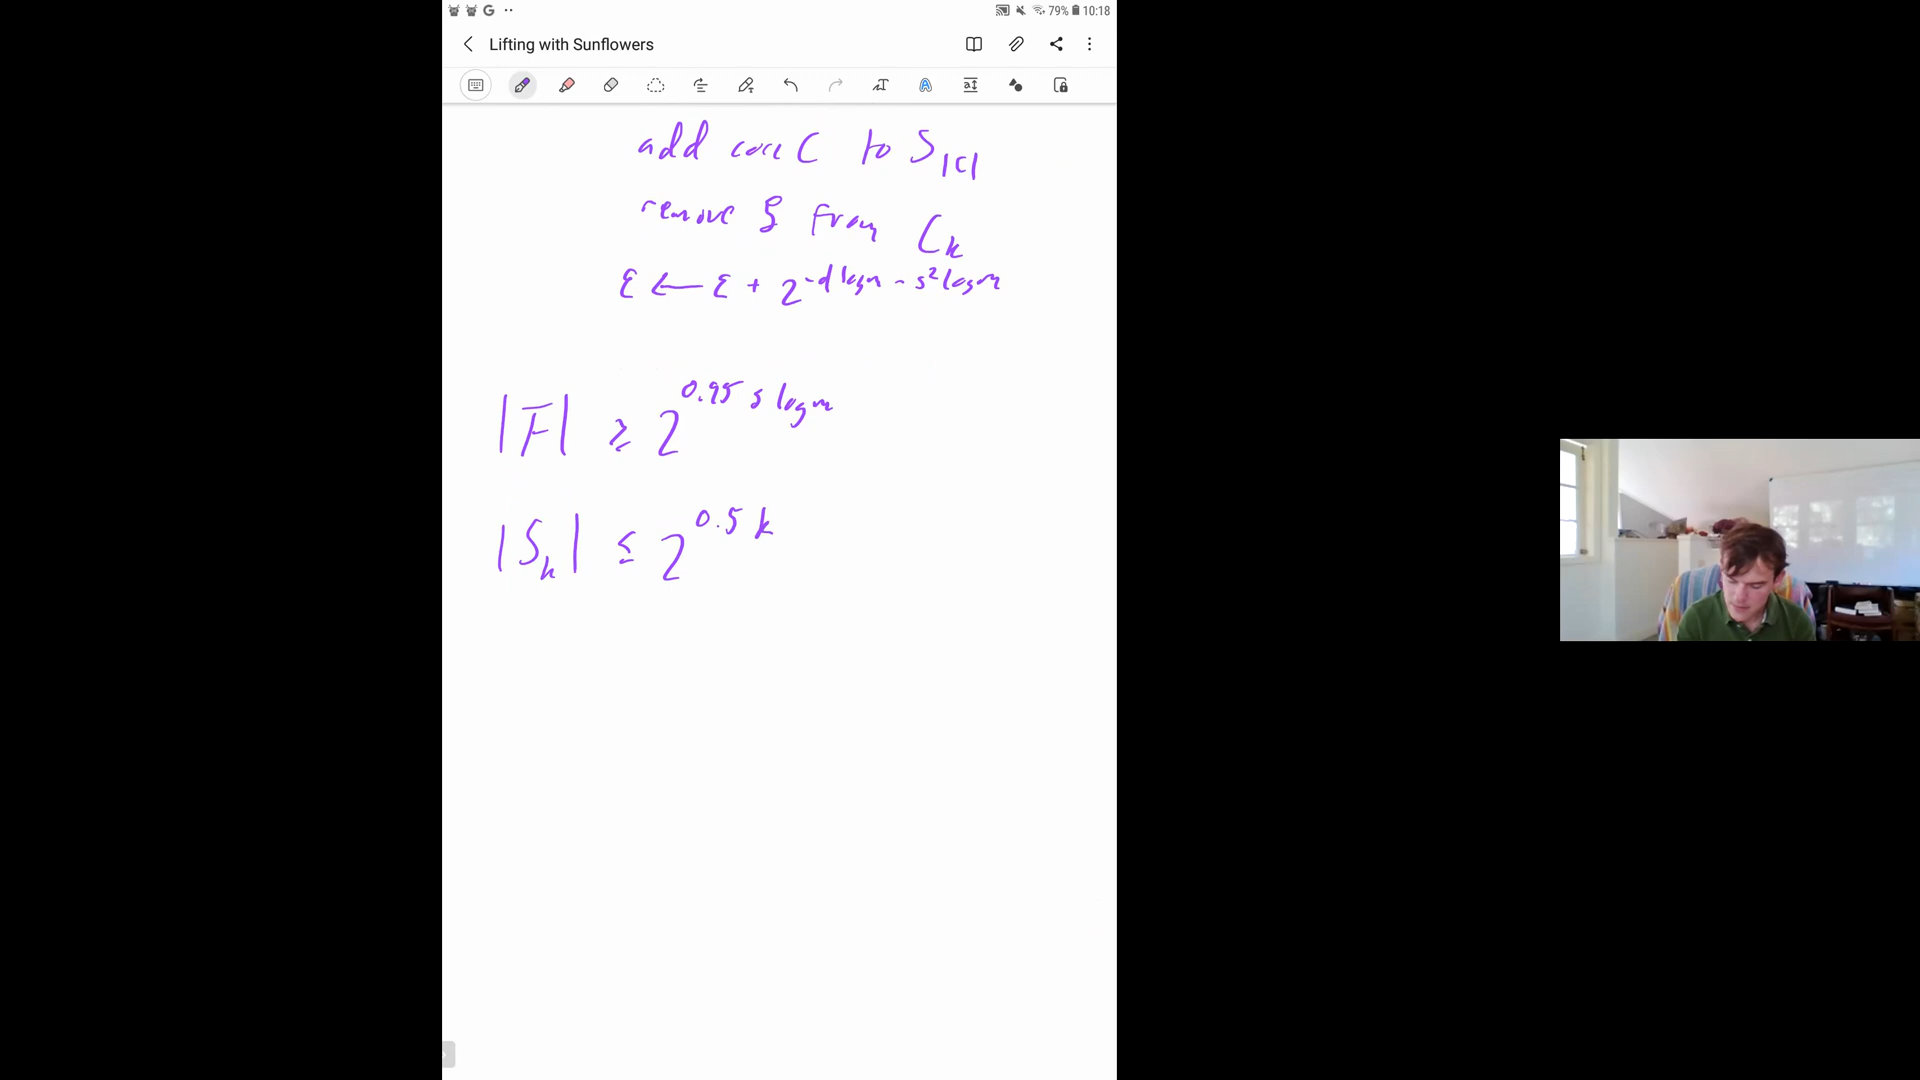 79% 10:18
Lifting with Sunflowers
add core C to S_|C|
remove ξ from C_k
ε ← ε + 2^{-d log m - s^2 log m}
|F| ≥ 2^{0.95 s log m}
|S_k| ≤ 2^{0.5 k}